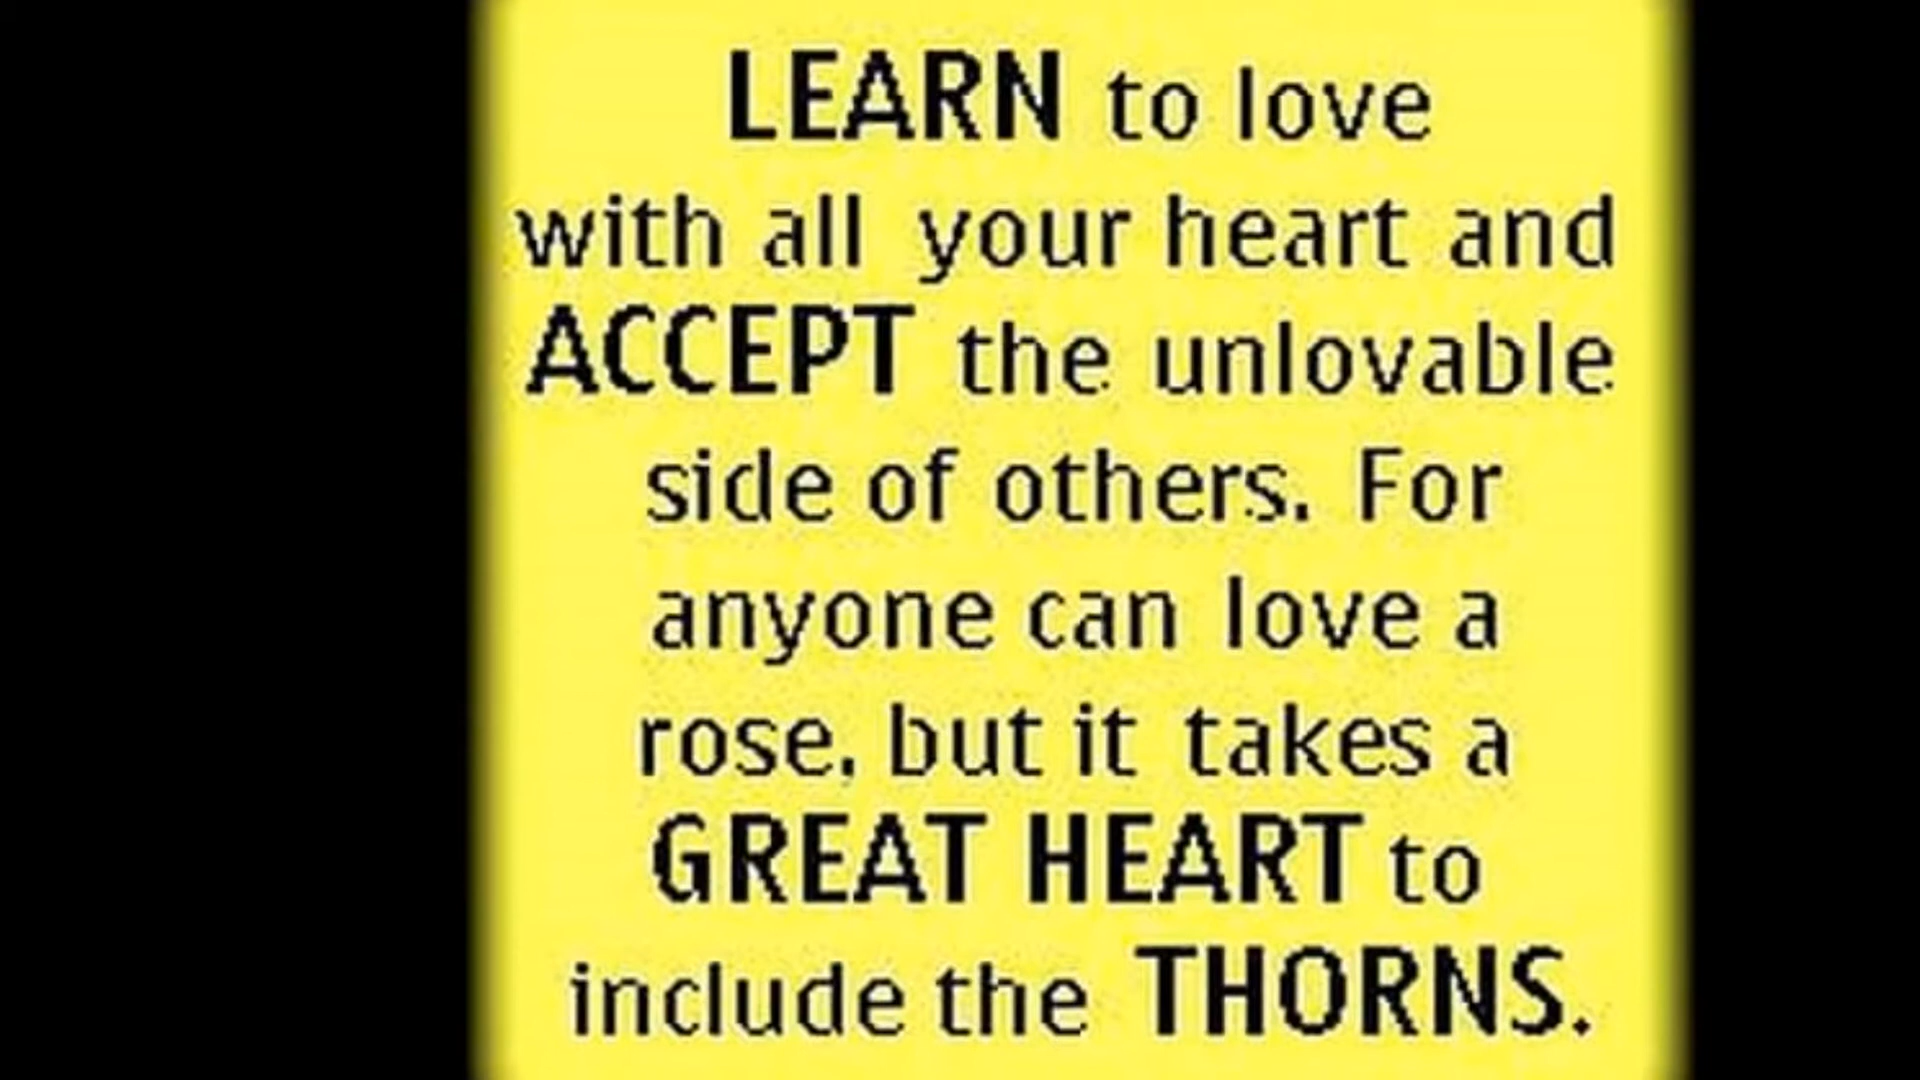 LEARN to love
with all your heart and
ACCEPT the unlovable
side of others. For
anyone can love a
rose, but it takes a
GREAT HEART to
include the THORNS.